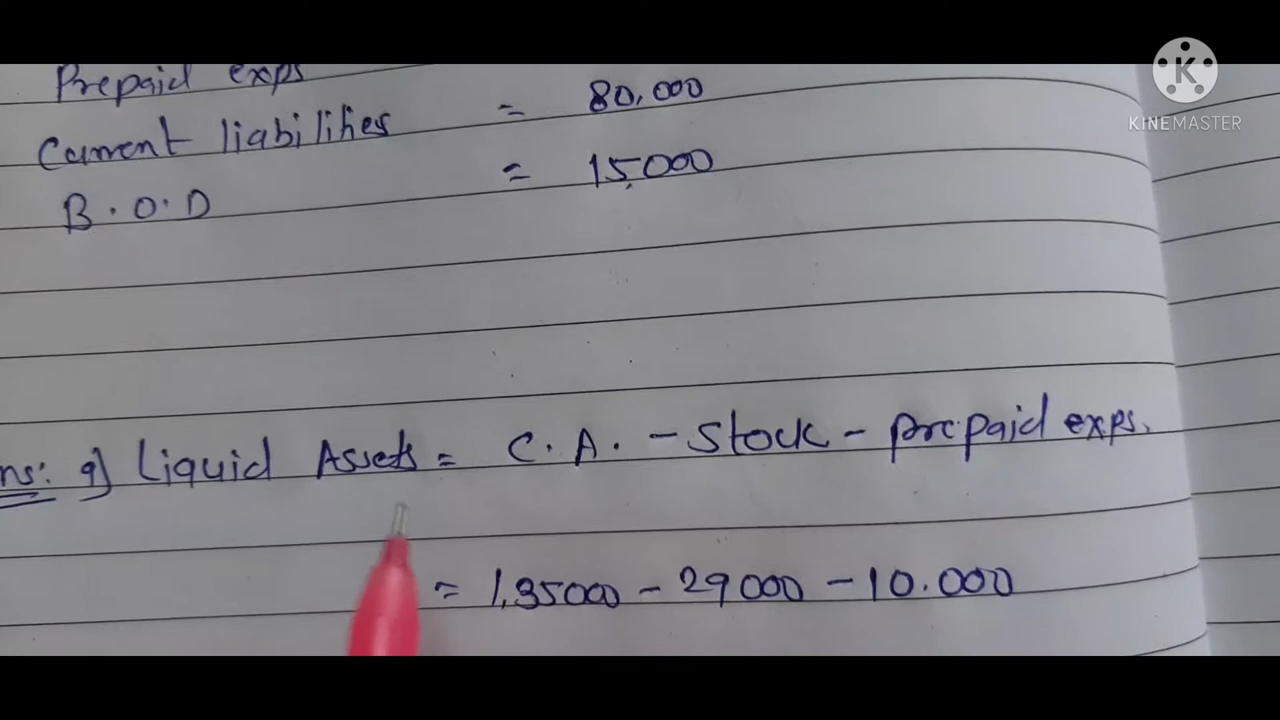 Prepaid exps
KINEMASTER
Current liabilities = 80,000
B.O.D = 15,000
ns: a) Liquid Assets = C.A. - Stock - prepaid exps.
= 1,35000 - 29000 - 10.000